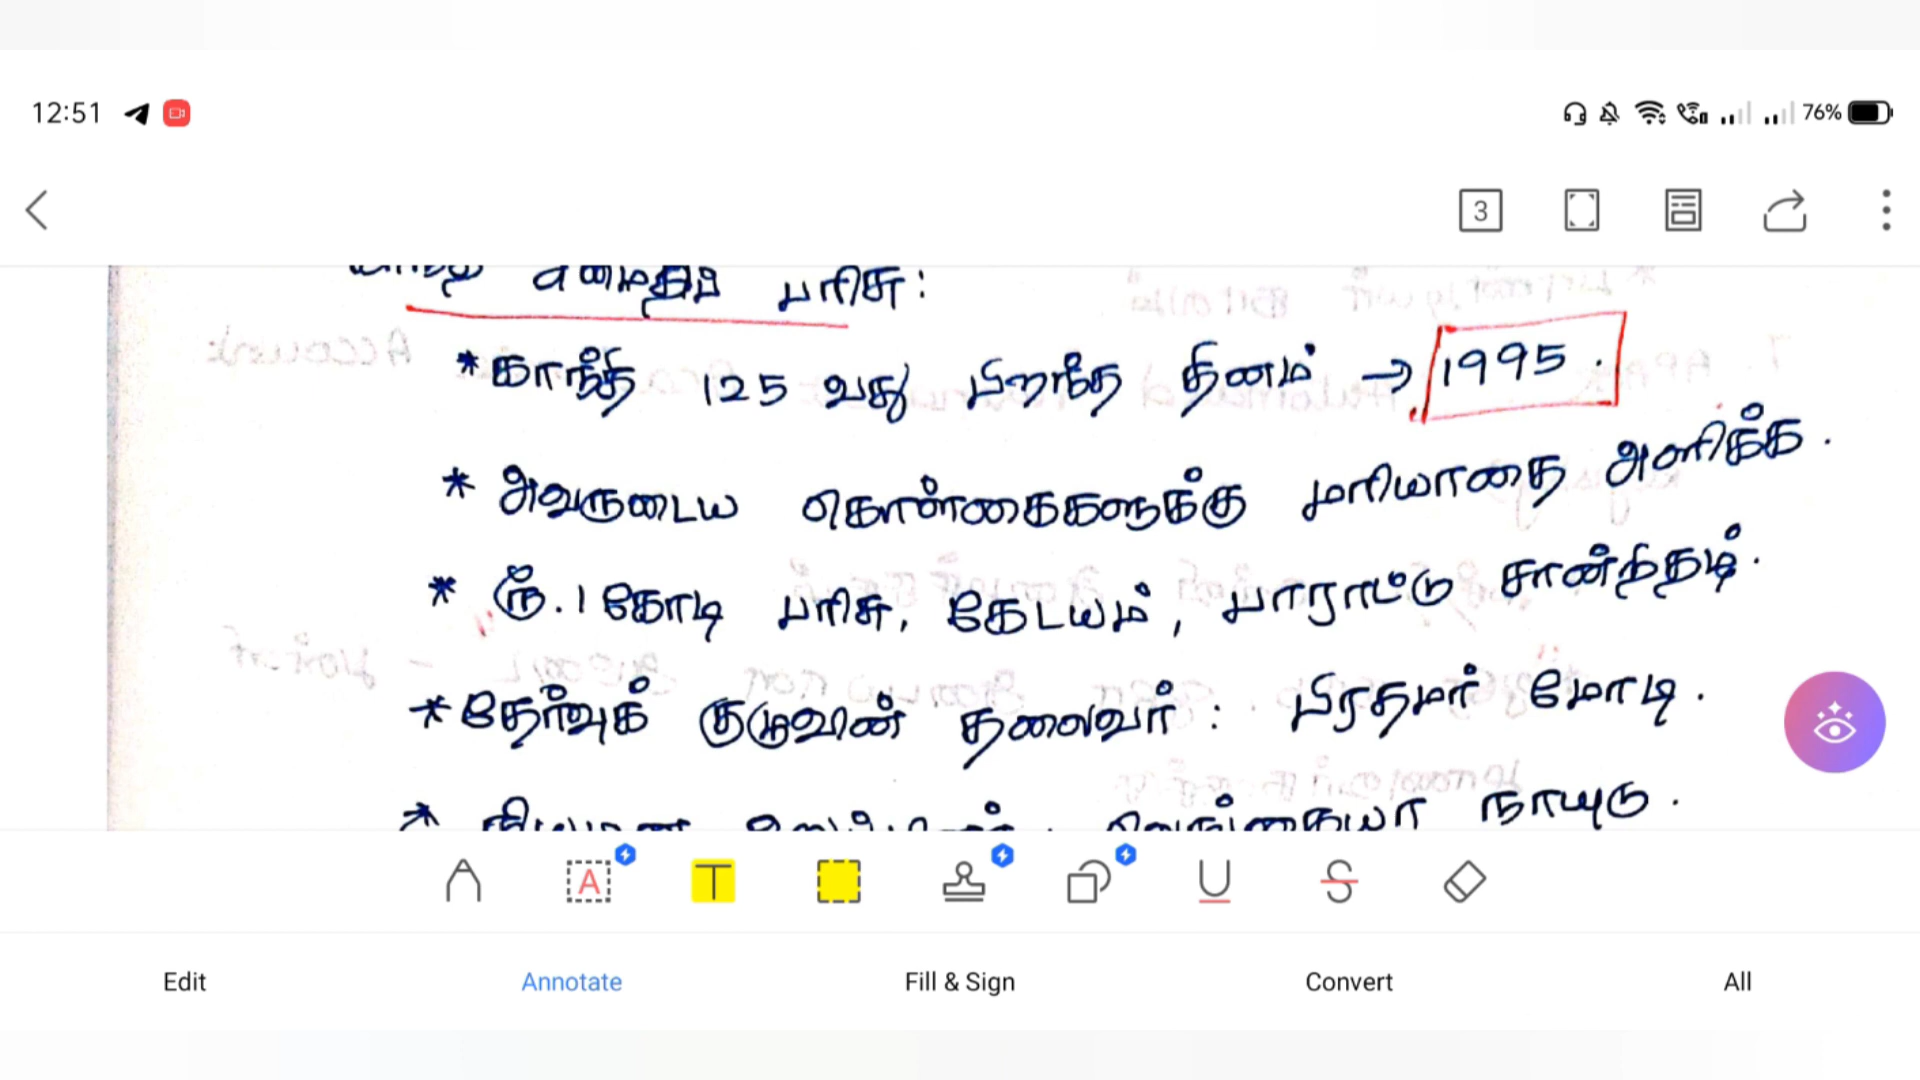 12:51 76%
3
பரிசு:
*காந்தி 125 வது பிறந்த தினம் → 1995.
* அவருடைய கொள்கைகளுக்கு மரியாதை அளிக்க.
* ரூ.1 கோடி பரிசு, கேடயம், பாராட்டு சான்றிதழ்.
*தேர்வுக் குழுவின் தலைவர் : பிரதமர் மோடி.
* நாயுடு.
A T U S
Edit Annotate Fill & Sign Convert All